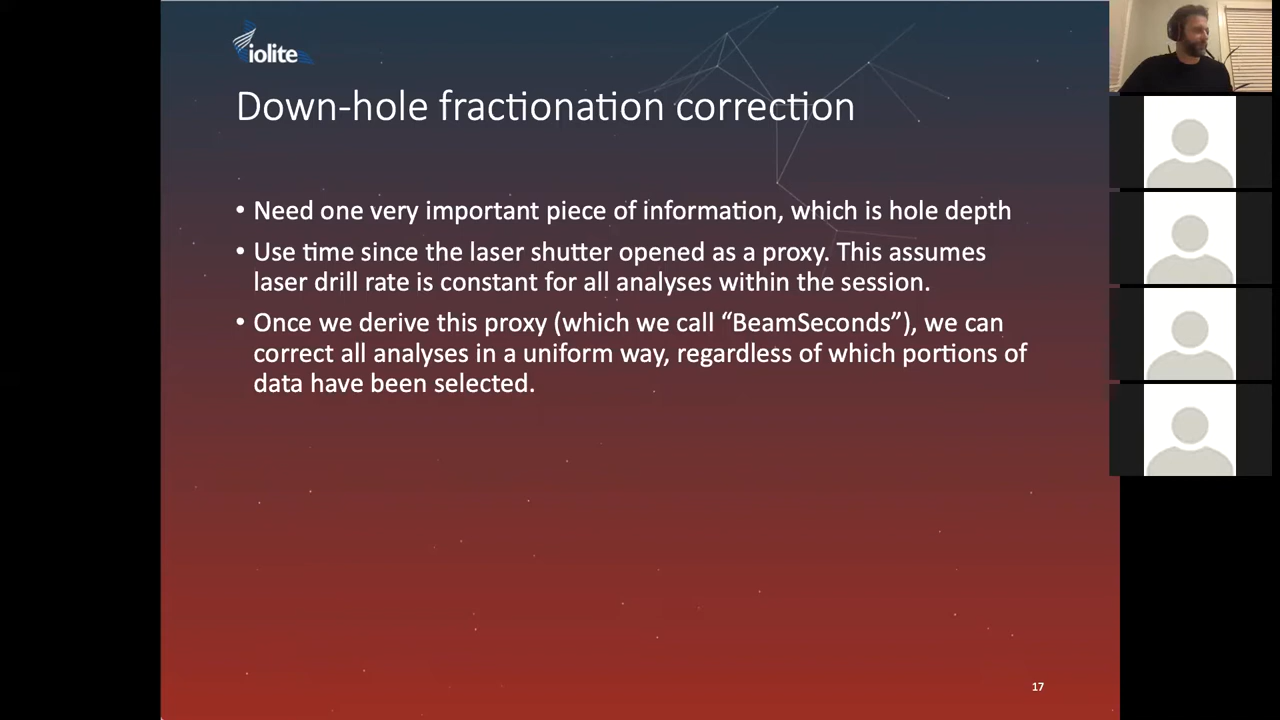 iolite
Down-hole fractionation correction
• Need one very important piece of information, which is hole depth
• Use time since the laser shutter opened as a proxy. This assumes
laser drill rate is constant for all analyses within the session.
• Once we derive this proxy (which we call “BeamSeconds”), we can
correct all analyses in a uniform way, regardless of which portions of
data have been selected.
17